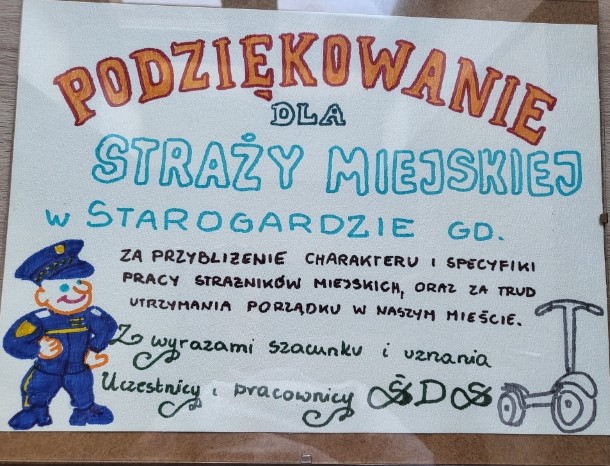 PODZIĘKOWANIE
DLA
STRAŻY MIEJSKIEJ
W STAROGARDZIE GD.
ZA PRZYBLIŻENIE CHARAKTERU I SPECYFIKI
PRACY STRAŻNIKÓW MIEJSKICH, ORAZ ZA TRUD
UTRZYMANIA PORZĄDKU W NASZYM MIEŚCIE.
Z wyrazami szacunku i uznania
Uczestnicy i pracownicy ŚDS